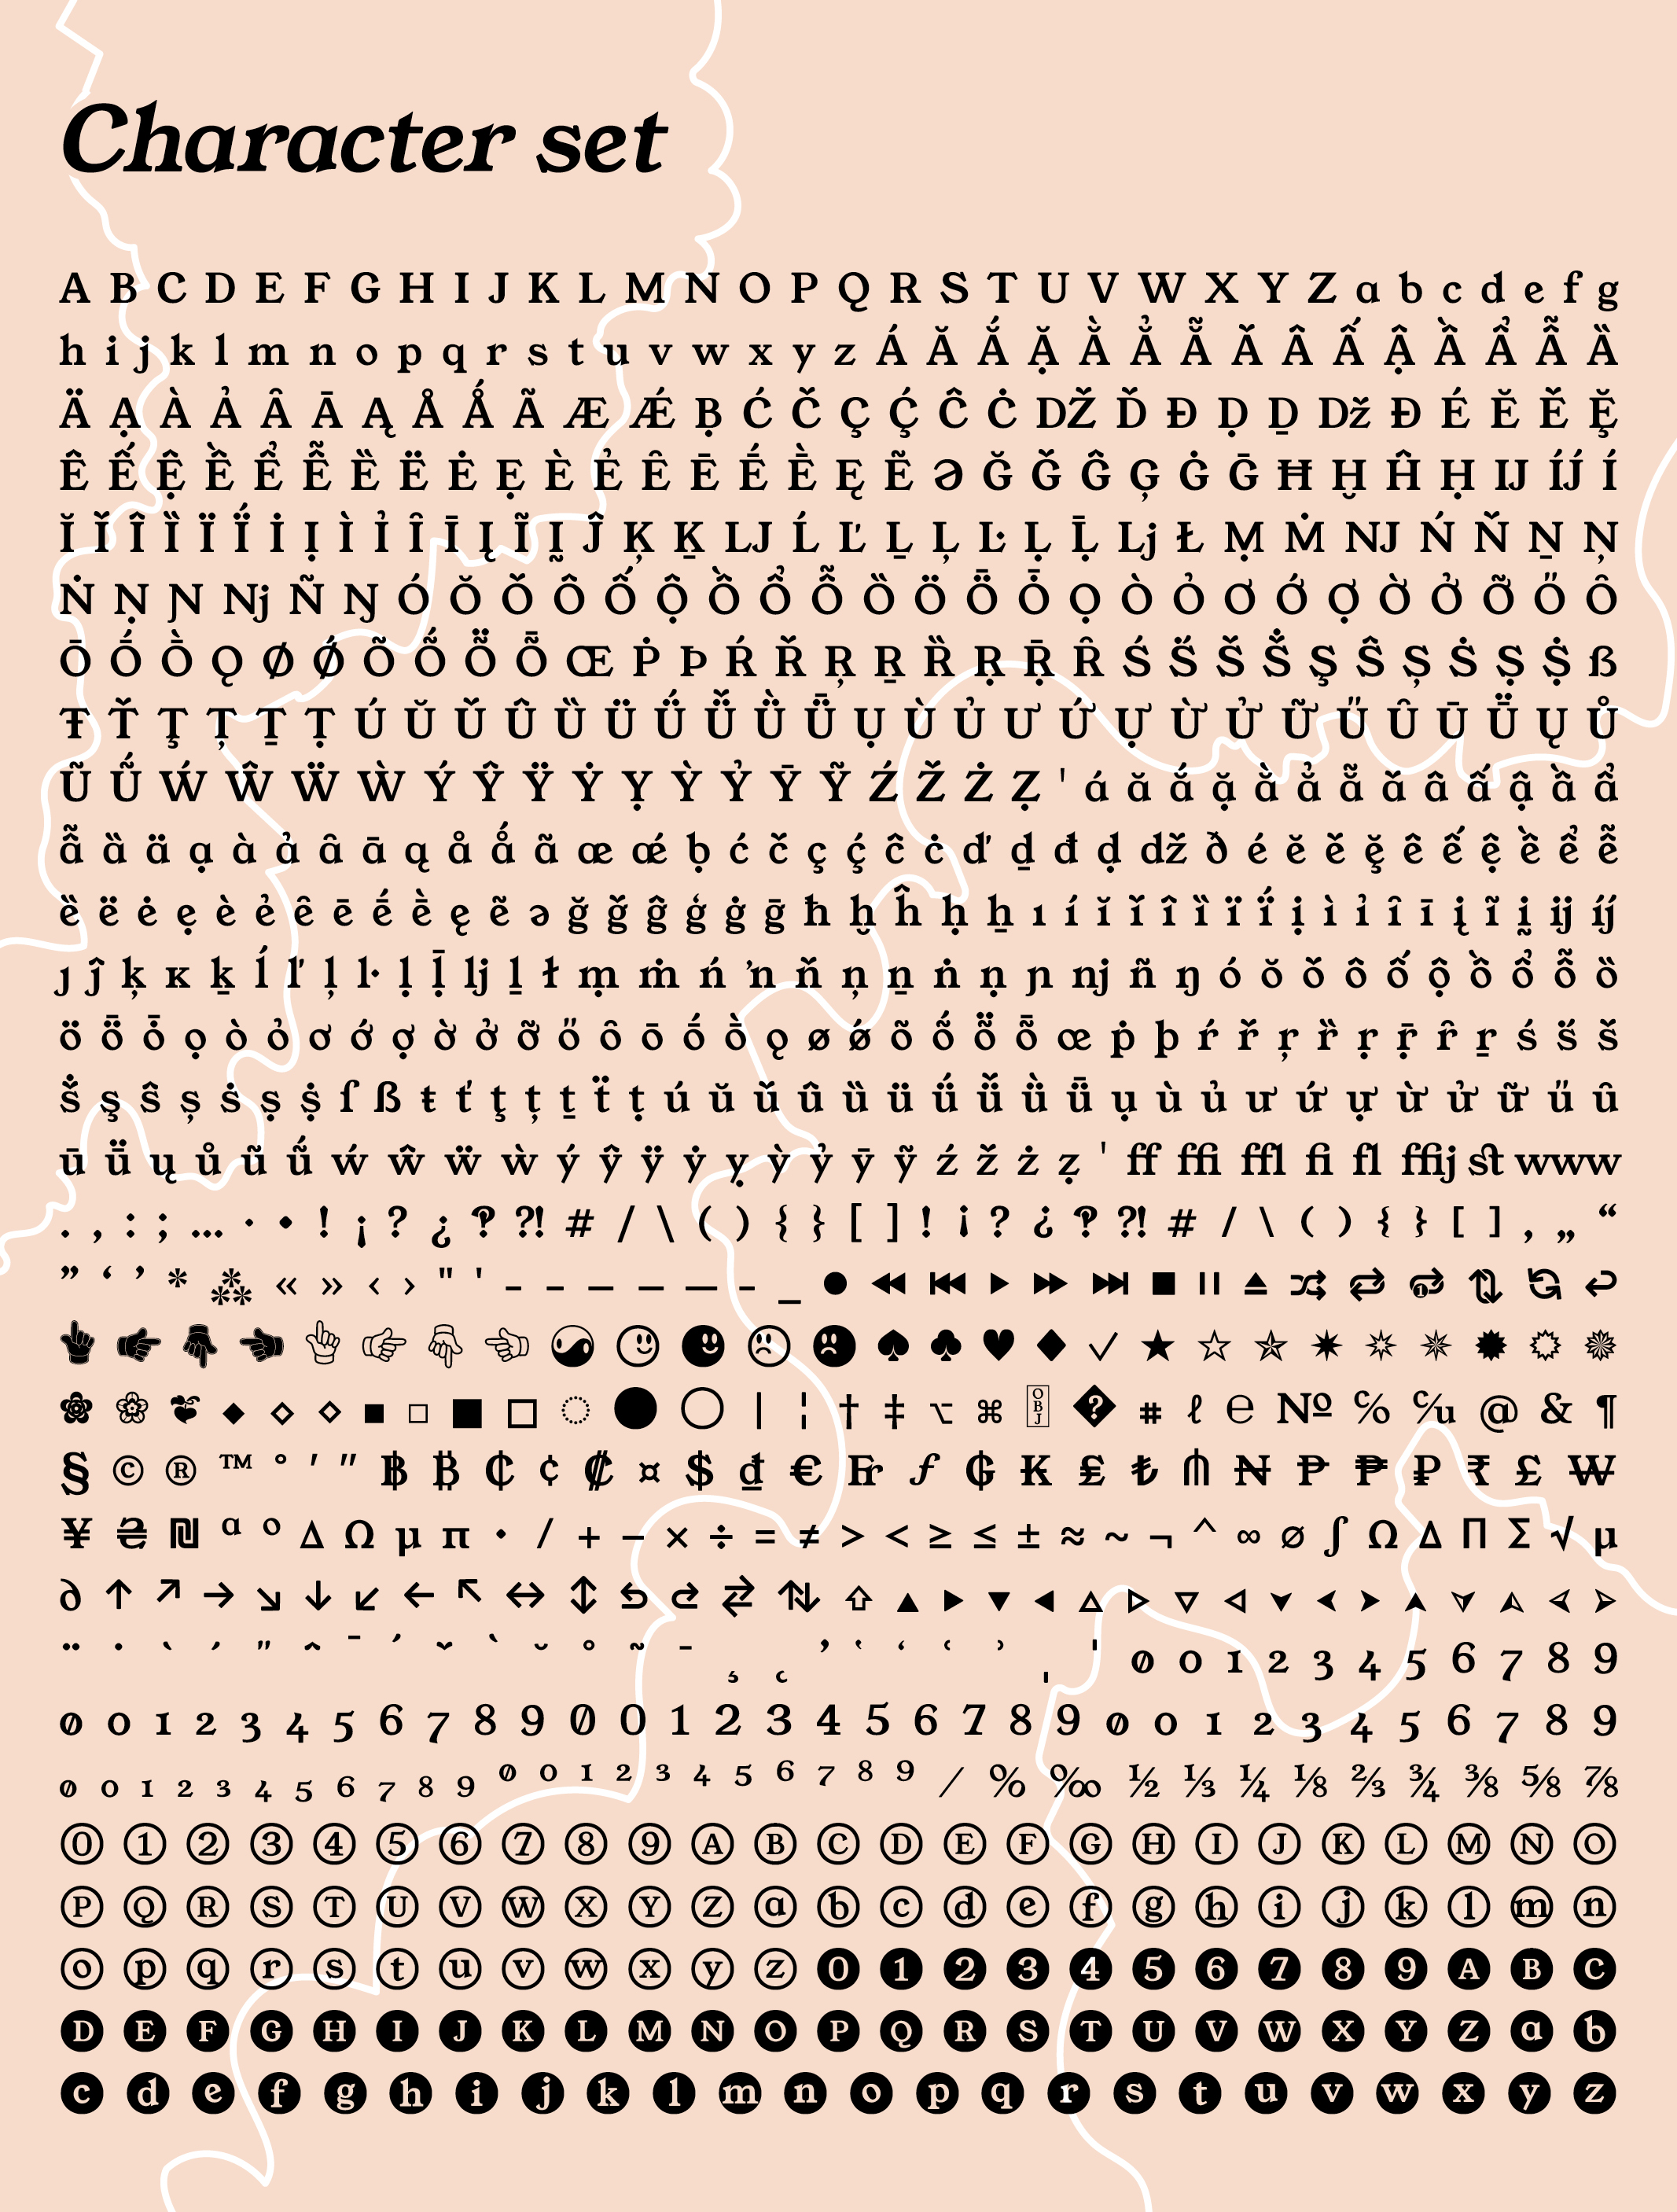 Character set
A B C D E F G H I J K L M N O P Q R S T U V W X Y Z a b c d e f g
h i j k l m n o p q r s t u v w x y z Á Ă Ắ Ặ Ằ Ẳ Ẵ Ǎ Â Ấ Ậ Ầ Ẩ Ẫ Ȁ
Ä Ạ À Ả Ȃ Ā Ą Å Ǻ Ã Æ Ǽ Ḅ Ć Č Ç Ḉ Ĉ Ċ DŽ Ď Đ Ḍ Ḏ Dž Ð É Ĕ Ě Ḝ
Ê Ế Ệ Ề Ể Ễ Ȅ Ë Ė Ẹ È Ẻ Ȇ Ē Ḗ Ḕ Ę Ẽ Ə Ğ Ǧ Ĝ Ģ Ġ Ḡ Ħ Ḫ Ĥ Ḥ IJ ÍJ́ Í
Ĭ Ǐ Î Ȉ Ï Ḯ İ Ị Ì Ỉ Ȋ Ī Į Ĩ Ḭ Ĵ Ķ Ḵ LJ Ĺ Ľ Ḻ Ļ Ŀ Ḷ Ḹ Lj Ł Ṃ Ṁ NJ Ń Ň Ṉ Ņ
Ṅ Ṇ Ɲ Nj Ñ Ŋ Ó Ŏ Ǒ Ô Ố Ộ Ồ Ổ Ỗ Ȍ Ö Ȫ Ȱ Ọ Ò Ỏ Ơ Ớ Ợ Ờ Ở Ỡ Ő Ȏ
Ō Ṓ Ṑ Ǫ Ø Ǿ Õ Ṍ Ṏ Ȭ Œ Ṗ Þ Ŕ Ř Ŗ Ṟ Ȑ Ṛ Ṝ Ȓ Ś Ṥ Š Ṧ Ş Ŝ Ș Ṡ Ṣ Ṩ ẞ
Ŧ Ť Ţ Ț Ṯ Ṭ Ú Ŭ Ǔ Û Ȕ Ü Ǘ Ǚ Ǜ Ǖ Ụ Ù Ủ Ư Ứ Ự Ừ Ử Ữ Ű Ȗ Ū Ṻ Ų Ů
Ũ Ṹ Ẃ Ŵ Ẅ Ẁ Ý Ŷ Ÿ Ẏ Ỵ Ỳ Ỷ Ȳ Ỹ Ź Ž Ż Ẓ ꞌ á ă ắ ặ ằ ẳ ẵ ǎ â ấ ậ ầ ẩ
ẫ ȁ ä ạ à ả ȃ ā ą å ǻ ã æ ǽ ḅ ć č ç ḉ ĉ ċ ď ḏ đ ḍ dž ð é ĕ ě ḝ ê ế ệ ề ể ễ
ȅ ë ė ẹ è ẻ ȇ ē ḗ ḕ ę ẽ ə ğ ǧ ĝ ģ ġ ḡ ħ ḫ ĥ ḥ ẖ ı í ĭ ǐ î ȉ ï ḯ ị ì ỉ ȋ ī į ĩ ḭ ij íj́
ȷ ĵ ķ ĸ ḵ ĺ ľ ļ ŀ ḷ ḹ lj ḻ ł ṃ ṁ ń ŉ ň ņ ṉ ṅ ṇ ɲ nj ñ ŋ ó ŏ ǒ ô ố ộ ồ ổ ỗ ȍ
ö ȫ ȱ ọ ò ỏ ơ ớ ợ ờ ở ỡ ő ȏ ō ṓ ṑ ǫ ø ǿ õ ṍ ṏ ȭ œ ṗ þ ŕ ř ŗ ȑ ṛ ṝ ȓ ṟ ś ṥ š
ṧ ş ŝ ș ṡ ṣ ṩ ſ ß ŧ ť ţ ț ṯ ẗ ṭ ú ŭ ǔ û ȕ ü ǘ ǚ ǜ ǖ ụ ù ủ ư ứ ự ừ ử ữ ű ȗ
ū ṻ ų ů ũ ṹ ẃ ŵ ẅ ẁ ý ŷ ÿ ẏ ỵ ỳ ỷ ȳ ỹ ź ž ż ẓ ꞌ ff ffi ffl fi fl ffij st www
. , : ; … · • ! ¡ ? ¿ ‽ ⁈ # / \ ( ) { } [ ] ! ¡ ? ¿ ‽ ⁈ # / \ ( ) { } [ ] ‚ „ “
” ‘ ’ * ⁂ « » ‹ › " ' - – — – — - _ ⏺ ⏪ ⏮ ▶ ⏩ ⏭ ⏹ ⏸ ⏏ 🔀 🔁 🔂 🔃 🔄 ↩
☯ ☺ ☻ ☹ ♠ ♣ ♥ ♦ ✓ ★ ☆
◆ ◇ ⋄ ■ □ ■ □ ◌ ● ○ | ¦ † ‡ ⌥ ⌘ OBJ � ⌗ ℓ ℮ № ℅ ℆ @ & ¶
§ © ® ™ ° ′ ″ ฿ ₿ ₵ ¢ ₡ ¤ $ ₫ € ₣ ƒ ₲ ₭ ₤ ₺ ₼ ₦ ₱ ₽ ₹ £ ₩
¥ ₴ ₪ ª º ∆ Ω µ π · / + − × ÷ = ≠ > < ≥ ≤ ± ≈ ~ ¬ ^ ∞ ∅ ∫ Ω ∆ ∏ ∑ √ µ
∂ ↑ ↗ → ↘ ↓ ↙ ← ↖ ↔ ↕ ⮌ ⮎ ⇄ ⇅ ⇧ ▲ ▶ ▼ ◀ △ ▷ ▽ ◁ ⮟ ⮜ ⮞ ⮝
0 0 1 2 3 4 5 6 7 8 9
0 0 1 2 3 4 5 6 7 8 9 0 0 1 2 3 4 5 6 7 8 9 0 0 1 2 3 4 5 6 7 8 9
0 0 1 2 3 4 5 6 7 8 9 ⁰ ⁰ ¹ ² ³ ⁴ ⁵ ⁶ ⁷ ⁸ ⁹ ⁄ % ‰ ½ ⅓ ¼ ⅛ ⅔ ¾ ⅜ ⅝ ⅞
⓪ ① ② ③ ④ ⑤ ⑥ ⑦ ⑧ ⑨ Ⓐ Ⓑ Ⓒ Ⓓ Ⓔ Ⓕ Ⓖ Ⓗ Ⓘ Ⓙ Ⓚ Ⓛ Ⓜ Ⓝ Ⓞ
Ⓟ Ⓠ Ⓡ Ⓢ Ⓣ Ⓤ Ⓥ Ⓦ Ⓧ Ⓨ Ⓩ ⓐ ⓑ ⓒ ⓓ ⓔ ⓕ ⓖ ⓗ ⓘ ⓙ ⓚ ⓛ ⓜ ⓝ
ⓞ ⓟ ⓠ ⓡ ⓢ ⓣ ⓤ ⓥ ⓦ ⓧ ⓨ ⓩ ⓿ ❶ ❷ ❸ ❹ ❺ ❻ ❼ ❽ ❾ 🅐 🅑 🅒
🅓 🅔 🅕 🅖 🅗 🅘 🅙 🅚 🅛 🅜 🅝 🅞 🅟 🅠 🅡 🅢 🅣 🅤 🅥 🅦 🅧 🅨 🅩 a b
c d e f g h i j k l m n o p q r s t u v w x y z